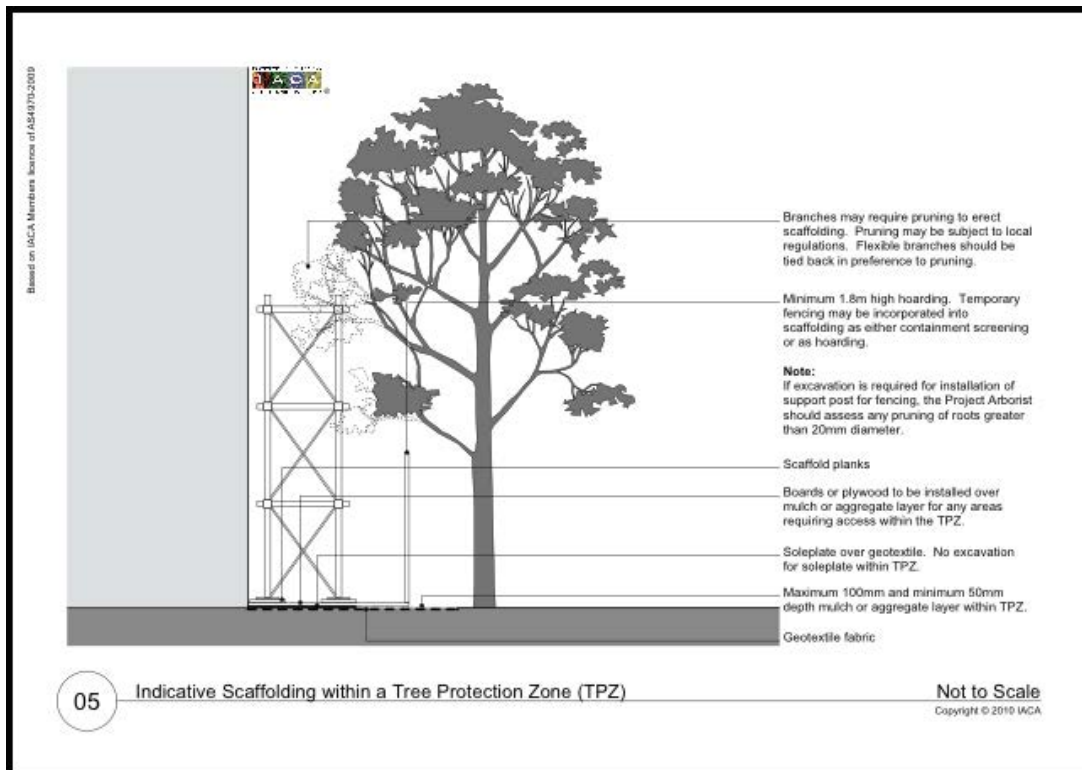 Based on IACA Members licence of AS4970-2009
IACA
Branches may require pruning to erect
scaffolding. Pruning may be subject to local
regulations. Flexible branches should be
tied back in preference to pruning.
Minimum 1.8m high hoarding. Temporary
fencing may be incorporated into
scaffolding as either containment screening
or as hoarding.
Note:
If excavation is required for installation of
support post for fencing, the Project Arborist
should assess any pruning of roots greater
than 20mm diameter.
Scaffold planks
Boards or plywood to be installed over
mulch or aggregate layer for any areas
requiring access within the TPZ.
Soleplate over geotextile. No excavation
for soleplate within TPZ.
Maximum 100mm and minimum 50mm
depth mulch or aggregate layer within TPZ.
Geotextile fabric
05
Indicative Scaffolding within a Tree Protection Zone (TPZ)
Not to Scale
Copyright © 2010 IACA